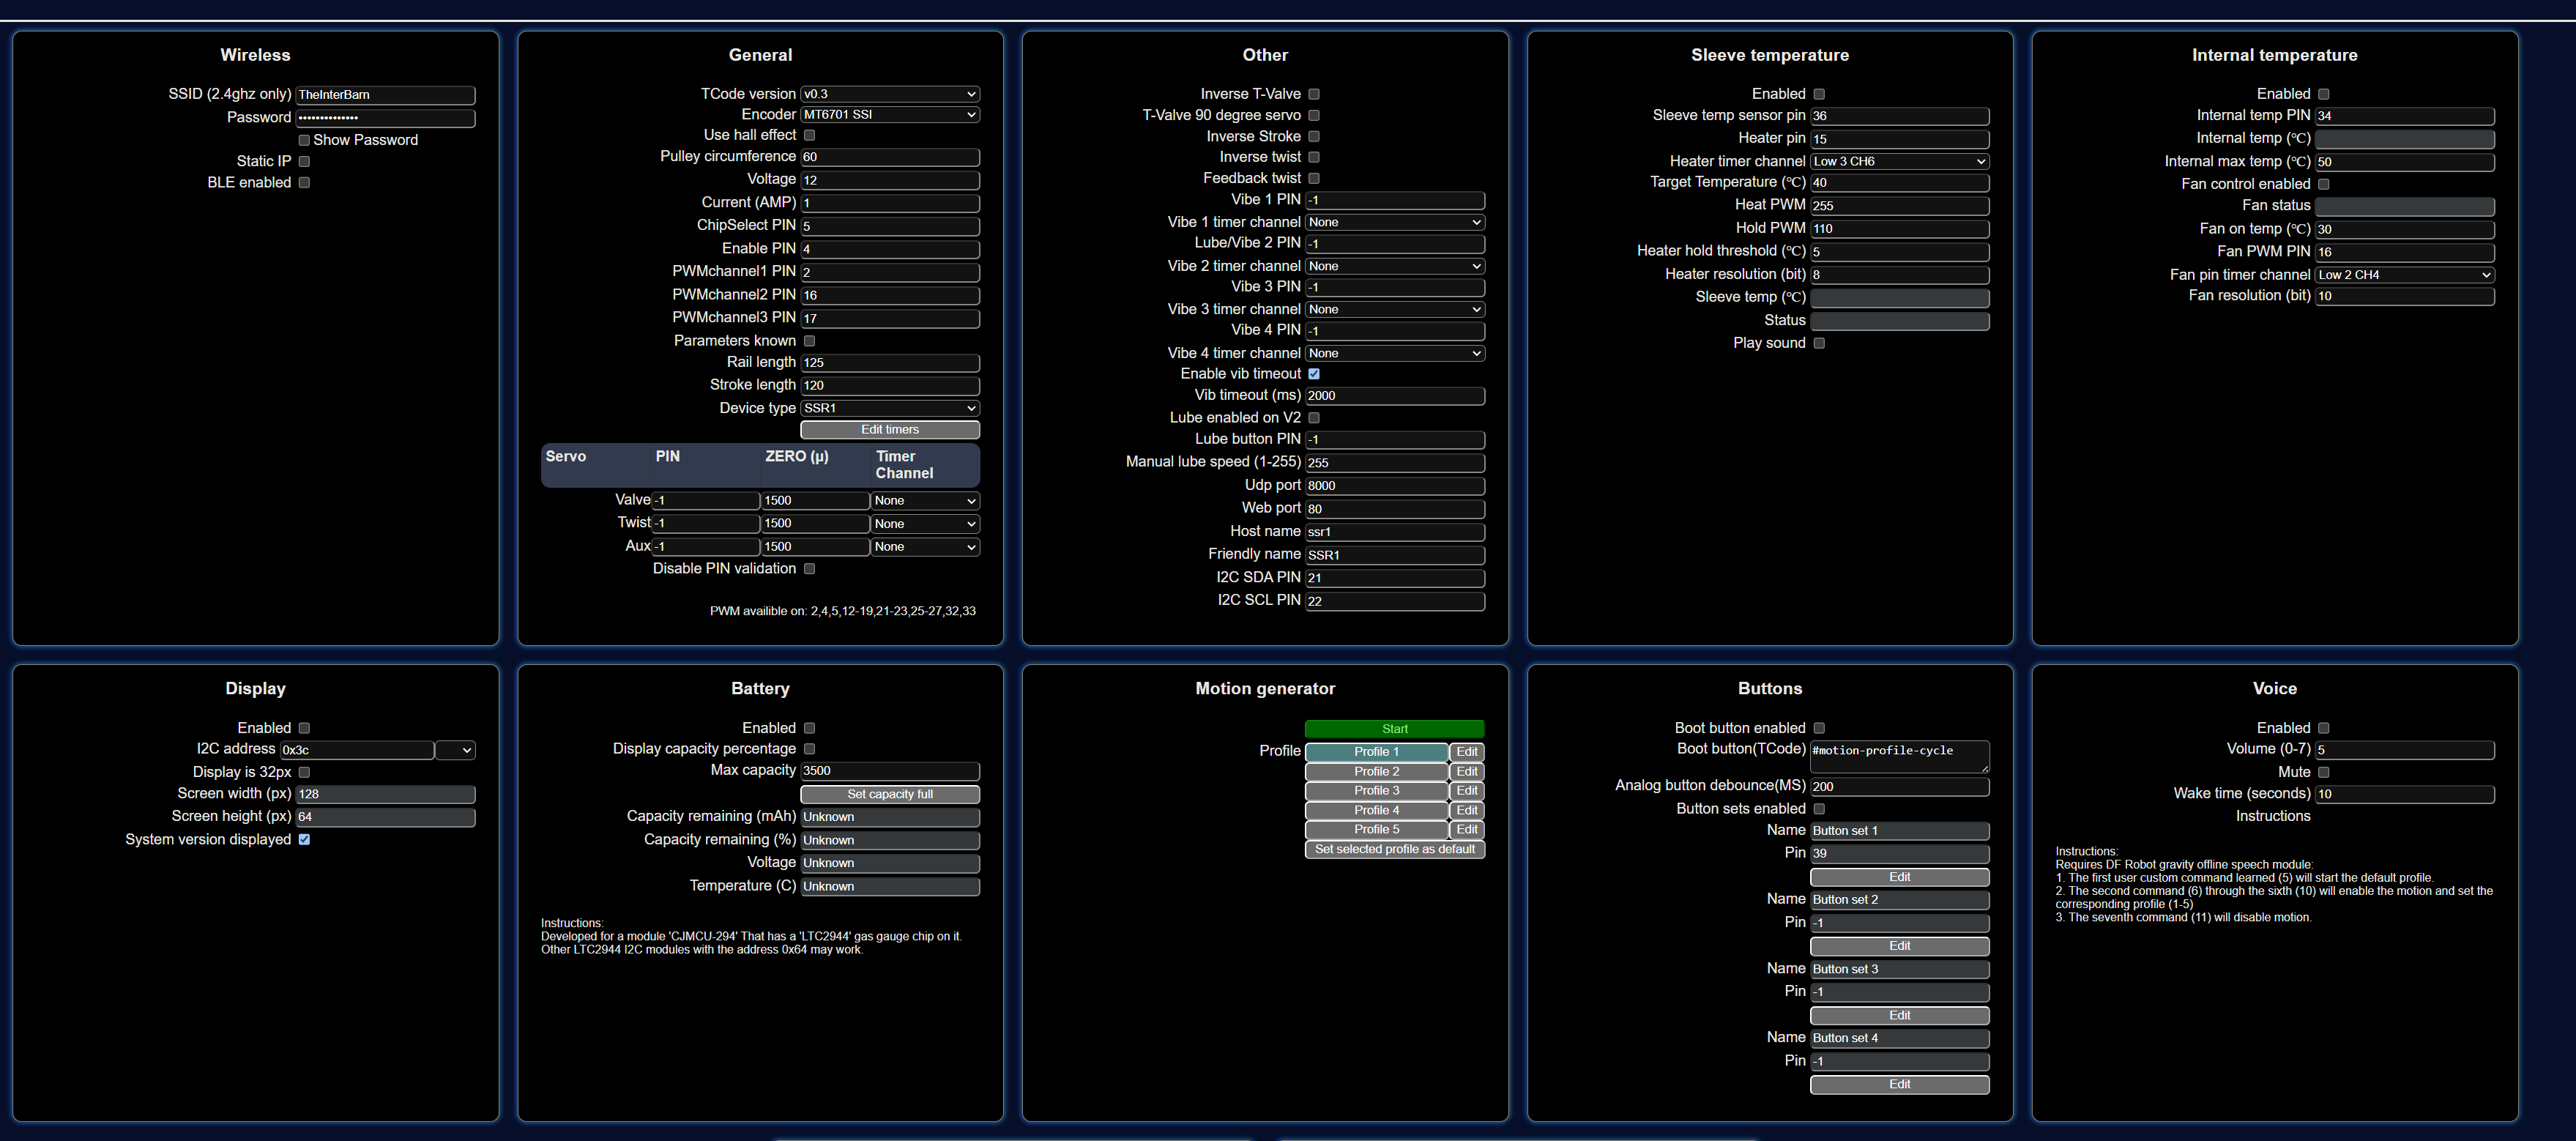 Wireless
SSID (2.4ghz only) TheInterBarn
Password ••••••••••••••
Show Password
Static IP
BLE enabled
General
TCode version v0.3
Encoder MT6701 SSI
Use hall effect
Pulley circumference 60
Voltage 12
Current (AMP) 1
ChipSelect PIN 5
Enable PIN 4
PWMchannel1 PIN 2
PWMchannel2 PIN 16
PWMchannel3 PIN 17
Parameters known
Rail length 125
Stroke length 120
Device type SSR1
Edit timers
Servo PIN ZERO (µ) Timer
Channel
Valve -1 1500 None
Twist -1 1500 None
Aux -1 1500 None
Disable PIN validation
PWM availible on: 2,4,5,12-19,21-23,25-27,32,33
Other
Inverse T-Valve
T-Valve 90 degree servo
Inverse Stroke
Inverse twist
Feedback twist
Vibe 1 PIN -1
Vibe 1 timer channel None
Lube/Vibe 2 PIN -1
Vibe 2 timer channel None
Vibe 3 PIN -1
Vibe 3 timer channel None
Vibe 4 PIN -1
Vibe 4 timer channel None
Enable vib timeout
Vib timeout (ms) 2000
Lube enabled on V2
Lube button PIN -1
Manual lube speed (1-255) 255
Udp port 8000
Web port 80
Host name ssr1
Friendly name SSR1
I2C SDA PIN 21
I2C SCL PIN 22
Sleeve temperature
Enabled
Sleeve temp sensor pin 36
Heater pin 15
Heater timer channel Low 3 CH6
Target Temperature (℃) 40
Heat PWM 255
Hold PWM 110
Heater hold threshold (℃) 5
Heater resolution (bit) 8
Sleeve temp (℃)
Status
Play sound
Internal temperature
Enabled
Internal temp PIN 34
Internal temp (℃)
Internal max temp (℃) 50
Fan control enabled
Fan status
Fan on temp (℃) 30
Fan PWM PIN 16
Fan pin timer channel Low 2 CH4
Fan resolution (bit) 10
Display
Enabled
I2C address 0x3c
Display is 32px
Screen width (px) 128
Screen height (px) 64
System version displayed
Battery
Enabled
Display capacity percentage
Max capacity 3500
Set capacity full
Capacity remaining (mAh) Unknown
Capacity remaining (%) Unknown
Voltage Unknown
Temperature (C) Unknown
Instructions:
Developed for a module 'CJMCU-294' That has a 'LTC2944' gas gauge chip on it.
Other LTC2944 I2C modules with the address 0x64 may work.
Motion generator
Start
Profile Profile 1 Edit
Profile 2 Edit
Profile 3 Edit
Profile 4 Edit
Profile 5 Edit
Set selected profile as default
Buttons
Boot button enabled
Boot button(TCode) #motion-profile-cycle
Analog button debounce(MS) 200
Button sets enabled
Name Button set 1
Pin 39
Edit
Name Button set 2
Pin -1
Edit
Name Button set 3
Pin -1
Edit
Name Button set 4
Pin -1
Edit
Voice
Enabled
Volume (0-7) 5
Mute
Wake time (seconds) 10
Instructions
Instructions:
Requires DF Robot gravity offline speech module:
1. The first user custom command learned (5) will start the default profile.
2. The second command (6) through the sixth (10) will enable the motion and set the
corresponding profile (1-5)
3. The seventh command (11) will disable motion.